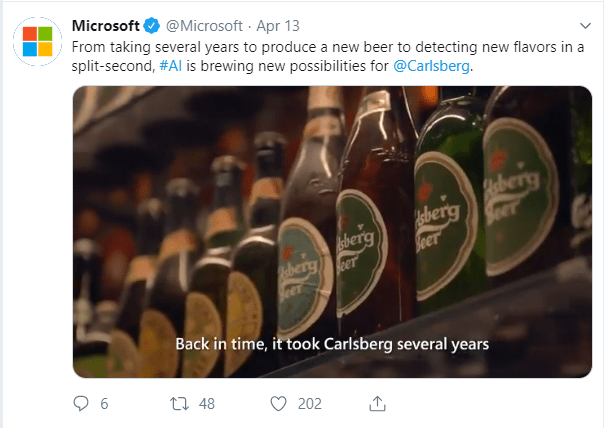 Microsoft @Microsoft · Apr 13
From taking several years to produce a new beer to detecting new flavors in a
split-second, #AI is brewing new possibilities for @Carlsberg.
lsberg
Beer
lsberg
Beer
lsberg
Beer
lsberg
Beer
Back in time, it took Carlsberg several years
6 48 202